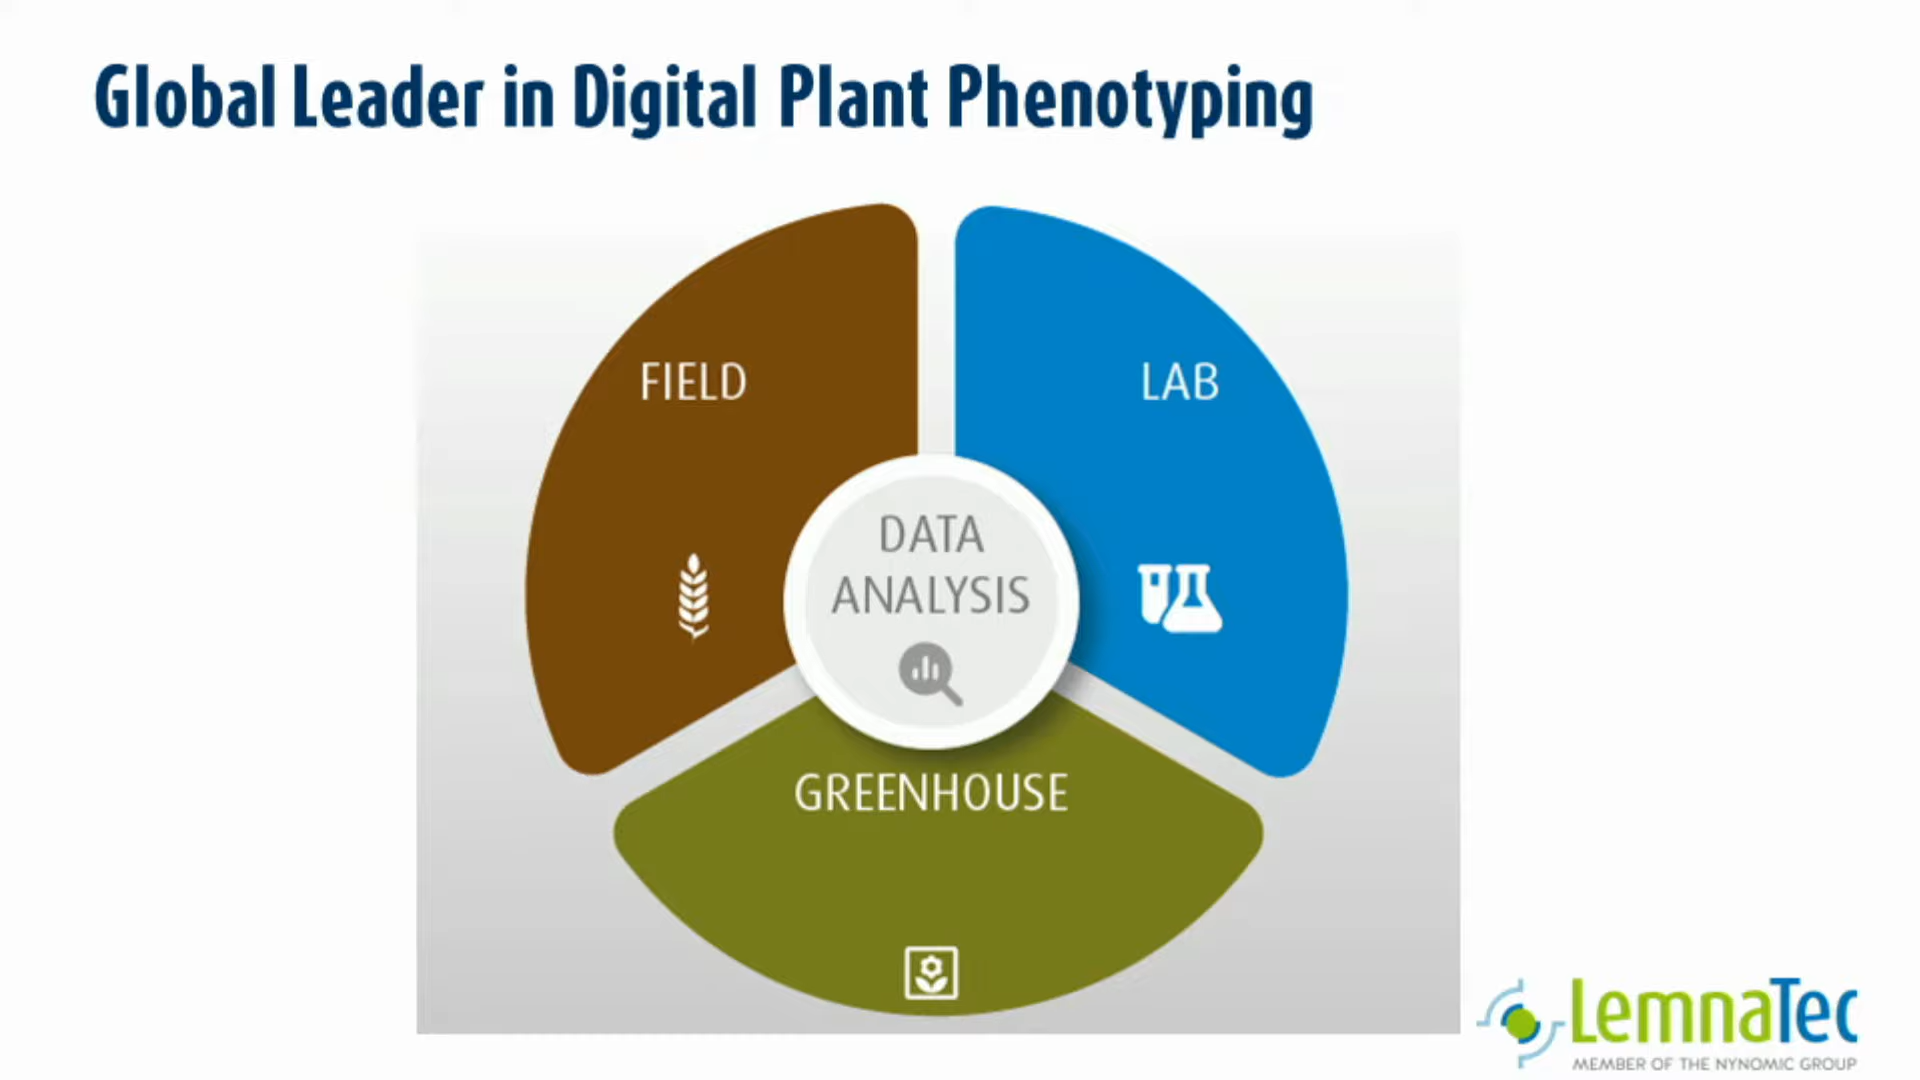 Global Leader in Digital Plant Phenotyping
FIELD
LAB
DATA
ANALYSIS
GREENHOUSE
LemnaTec
MEMBER OF THE NYNOMIC GROUP